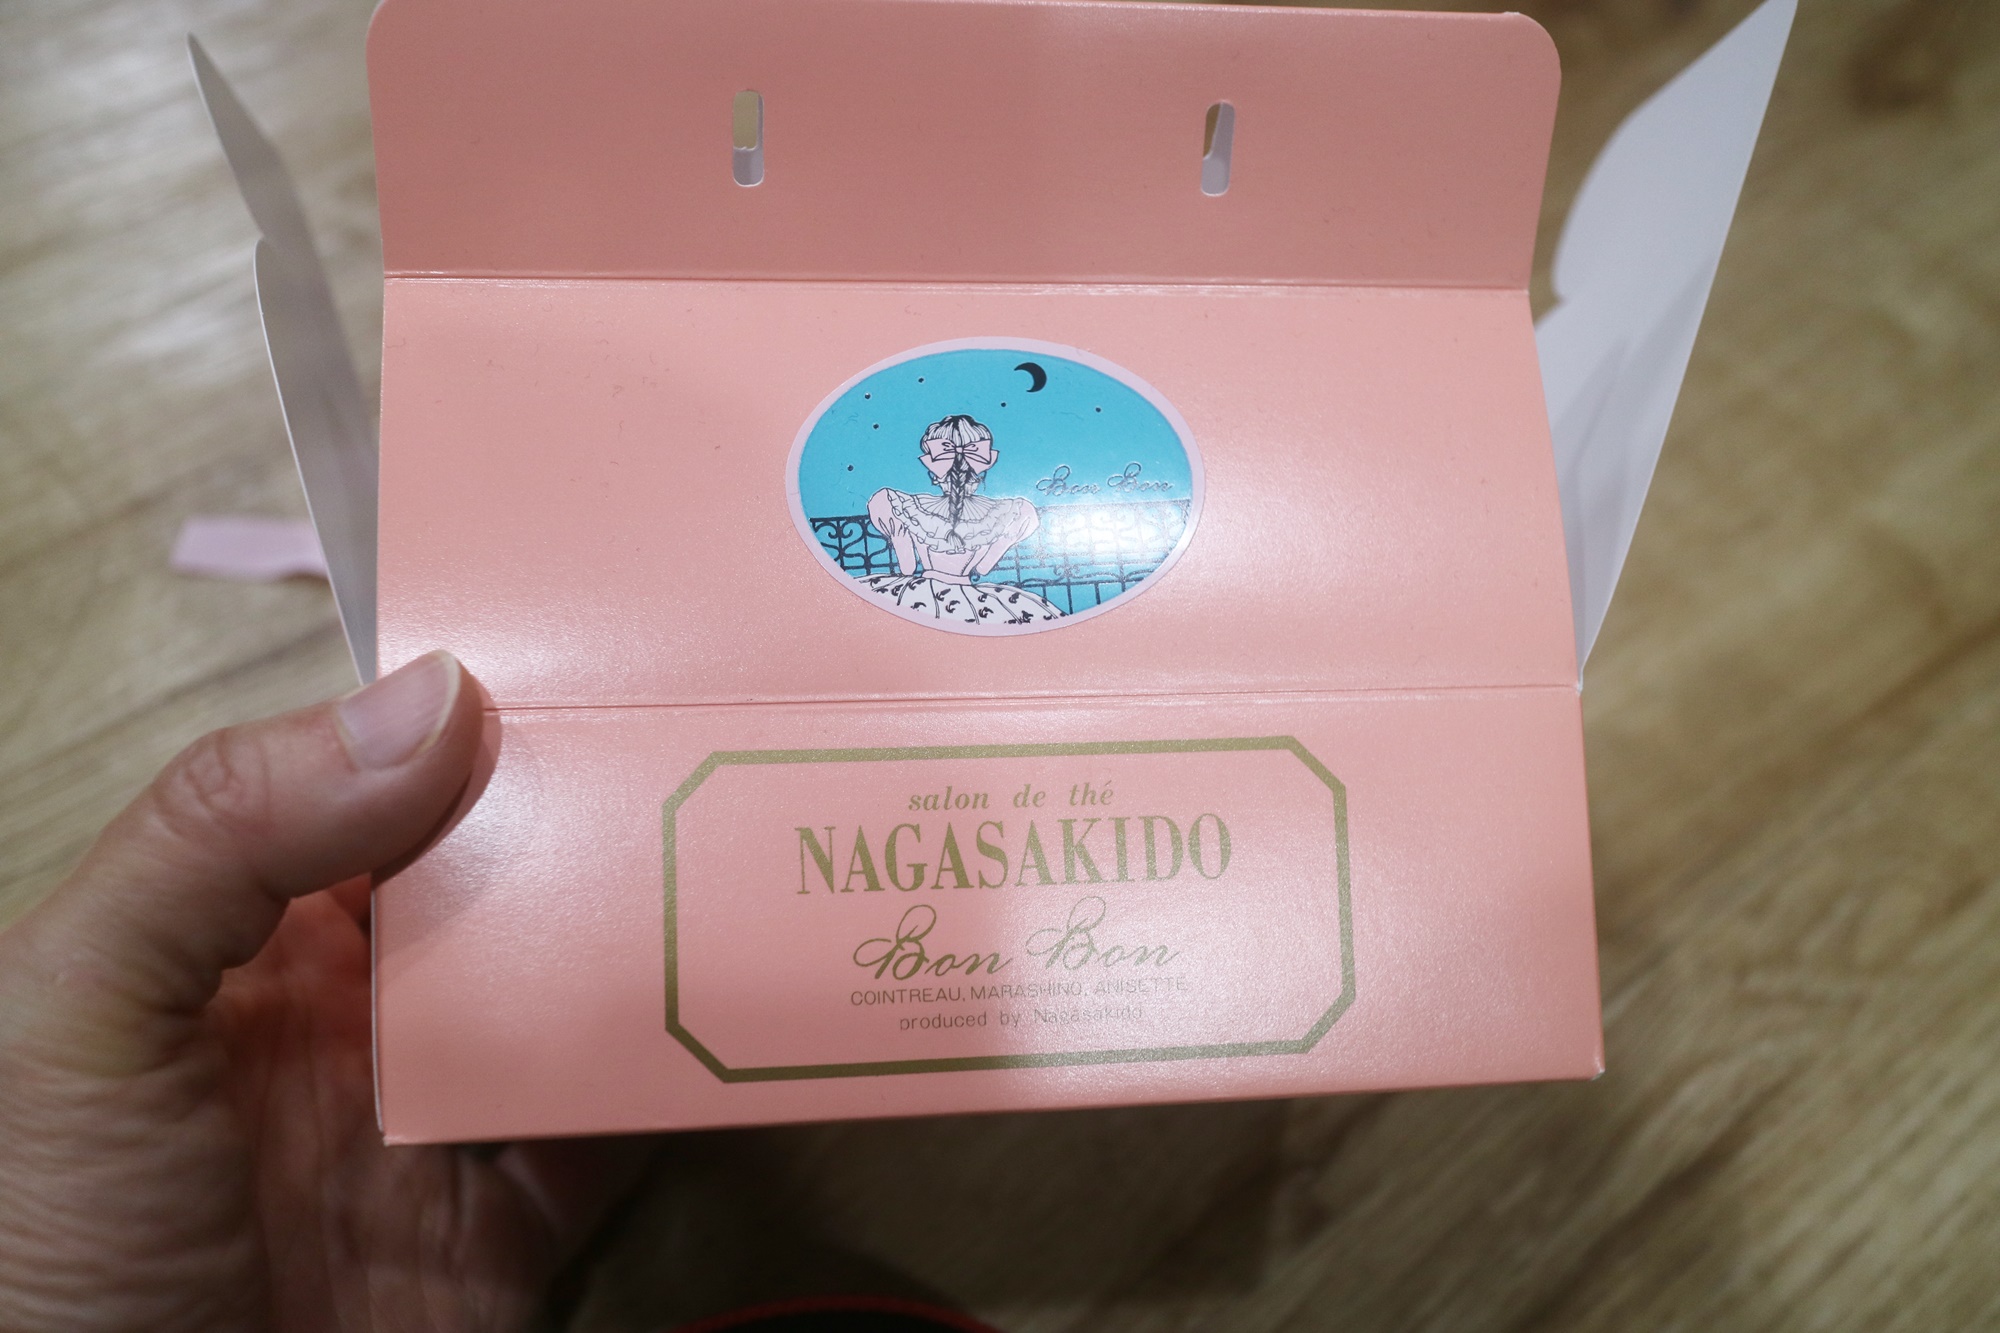 Bon Bon
salon de thé
NAGASAKIDO
Bon Bon
COINTREAU, MARASHINO, ANISETTE
produced by Nagasakido